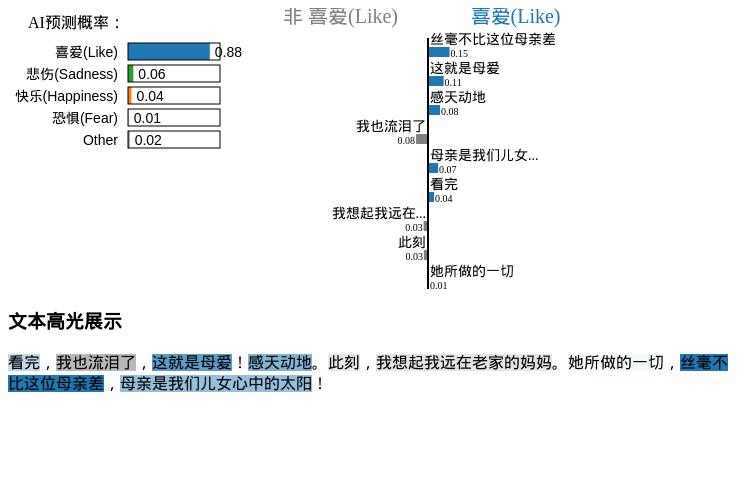 AI预测概率：
喜爱(Like) 0.88
悲伤(Sadness) 0.06
快乐(Happiness) 0.04
恐惧(Fear) 0.01
Other 0.02
非 喜爱(Like) 喜爱(Like)
丝毫不比这位母亲差
0.15
这就是母爱
0.11
感天动地
0.08
我也流泪了
0.08
母亲是我们儿女...
0.07
看完
0.04
我想起我远在...
0.03
此刻
0.03
她所做的一切
0.01
文本高光展示
看完，我也流泪了，这就是母爱！感天动地。此刻，我想起我远在老家的妈妈。她所做的一切，丝毫不
比这位母亲差，母亲是我们儿女心中的太阳！